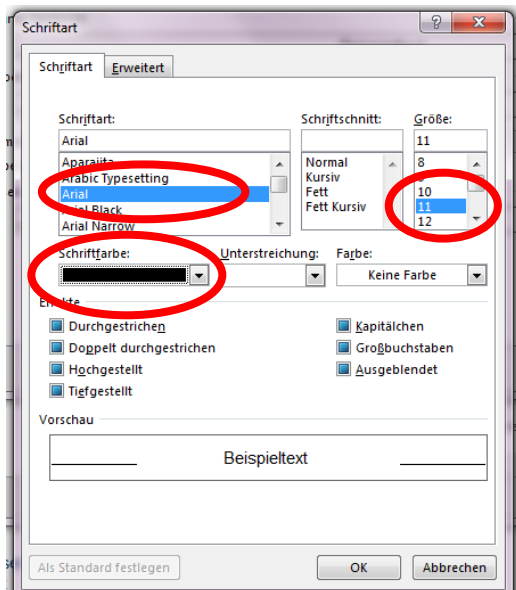 Schriftart
Schriftart Erweitert
Schriftart: Schriftschnitt: Größe:
Arial 11
Aparajita Normal 8
Arabic Typesetting Kursiv
Arial Fett 10
Arial Black Fett Kursiv 11
Arial Narrow 12
Schriftfarbe: Unterstreichung: Farbe:
Keine Farbe
Durchgestrichen Kapitälchen
Doppelt durchgestrichen Großbuchstaben
Hochgestellt Ausgeblendet
Tiefgestellt
Vorschau
Beispieltext
Als Standard festlegen OK Abbrechen